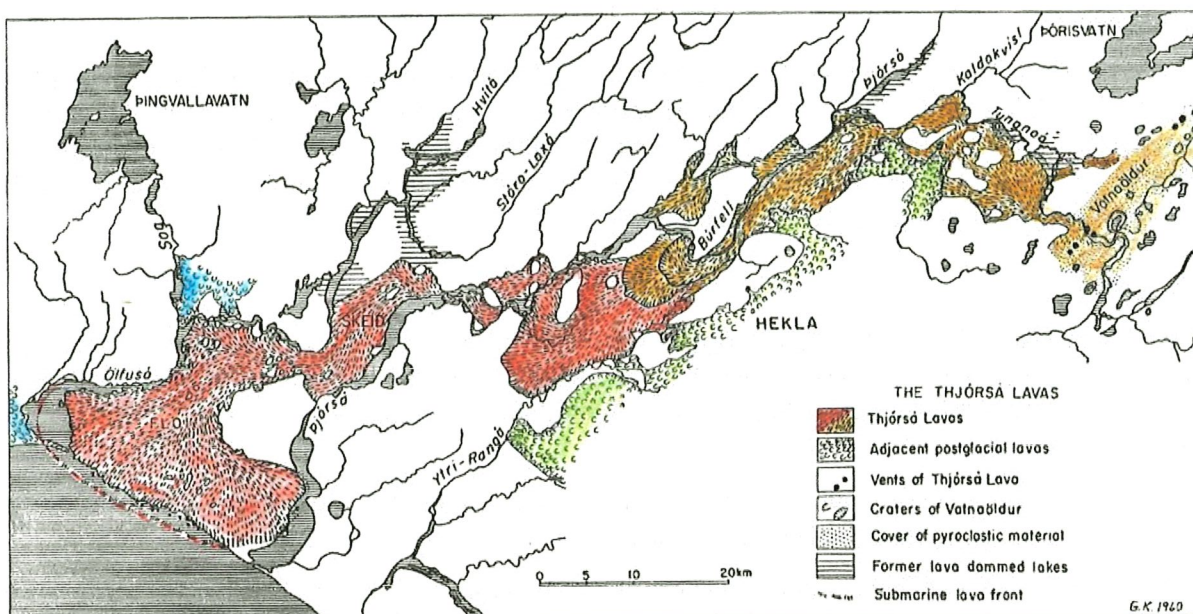 ÞÓRISVATN
Kaldakvísl
Þjórsá
ÞINGVALLAVATN
Hvítá
Tungnaá
Stóra-Laxá
Vatnaöldur
Sog
Búrfell
SKEIÐ
HEKLA
Ölfusá
FLÓI
Þjórsá
Ytri-Rangá
THE THJÓRSÁ LAVAS
Thjórsá Lavas
Adjacent postglacial lavas
Vents of Thjórsá Lava
Craters of Vatnaöldur
Cover of pyroclastic material
Former lava dammed lakes
Submarine lava front
0 5 10 20km
G.K. 1960